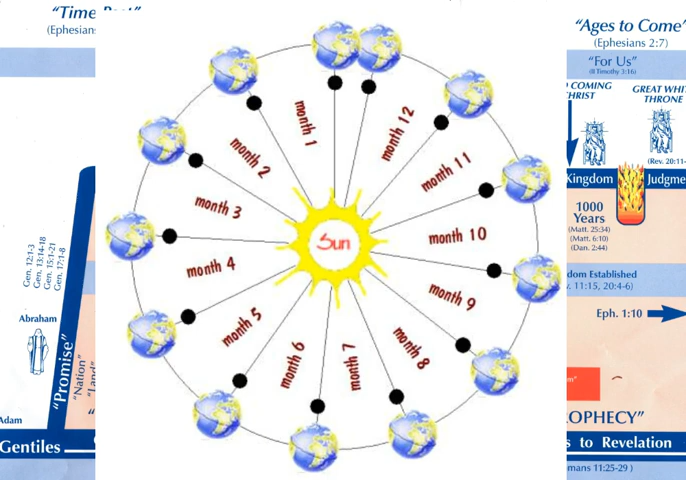 "Time Past"
(Ephesians
Gen. 12:1-3
Gen. 13:14-18
Gen. 15:1-21
Gen. 17:1-8
Abraham
"Promise"
"Nation"
"Land"
Adam
Gentiles
month 1
month 2
month 3
month 4
month 5
month 6
month 7
month 8
month 9
month 10
month 11
month 12
Sun
"Ages to Come"
(Ephesians 2:7)
"For Us"
(II Timothy 3:16)
COMING
CHRIST
GREAT WHI
THRONE
(Rev. 20:11-
Kingdom
Judgme
1000
Years
(Matt. 25:34)
(Matt. 6:10)
(Dan. 2:44)
dom Established
. 11:15, 20:4-6)
Eph. 1:10
OPHECY"
s to Revelation
mans 11:25-29 )